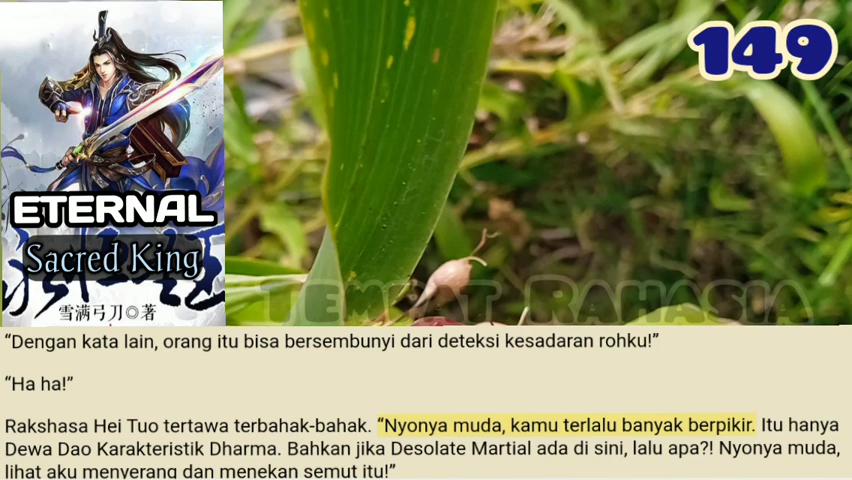 149
ETERNAL
Sacred King
雪满弓刀◎著
TEMPAT RAHASIA
“Dengan kata lain, orang itu bisa bersembunyi dari deteksi kesadaran rohku!”
“Ha ha!”
Rakshasa Hei Tuo tertawa terbahak-bahak. “Nyonya muda, kamu terlalu banyak berpikir. Itu hanya
Dewa Dao Karakteristik Dharma. Bahkan jika Desolate Martial ada di sini, lalu apa?! Nyonya muda,
lihat aku menyerang dan menekan semut itu!”